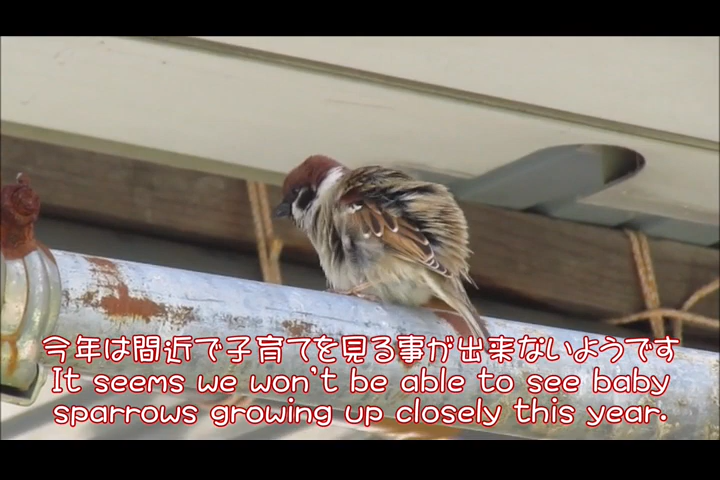 今年は間近で子育てを見る事が出来ないようです
It seems we won't be able to see baby
sparrows growing up closely this year.